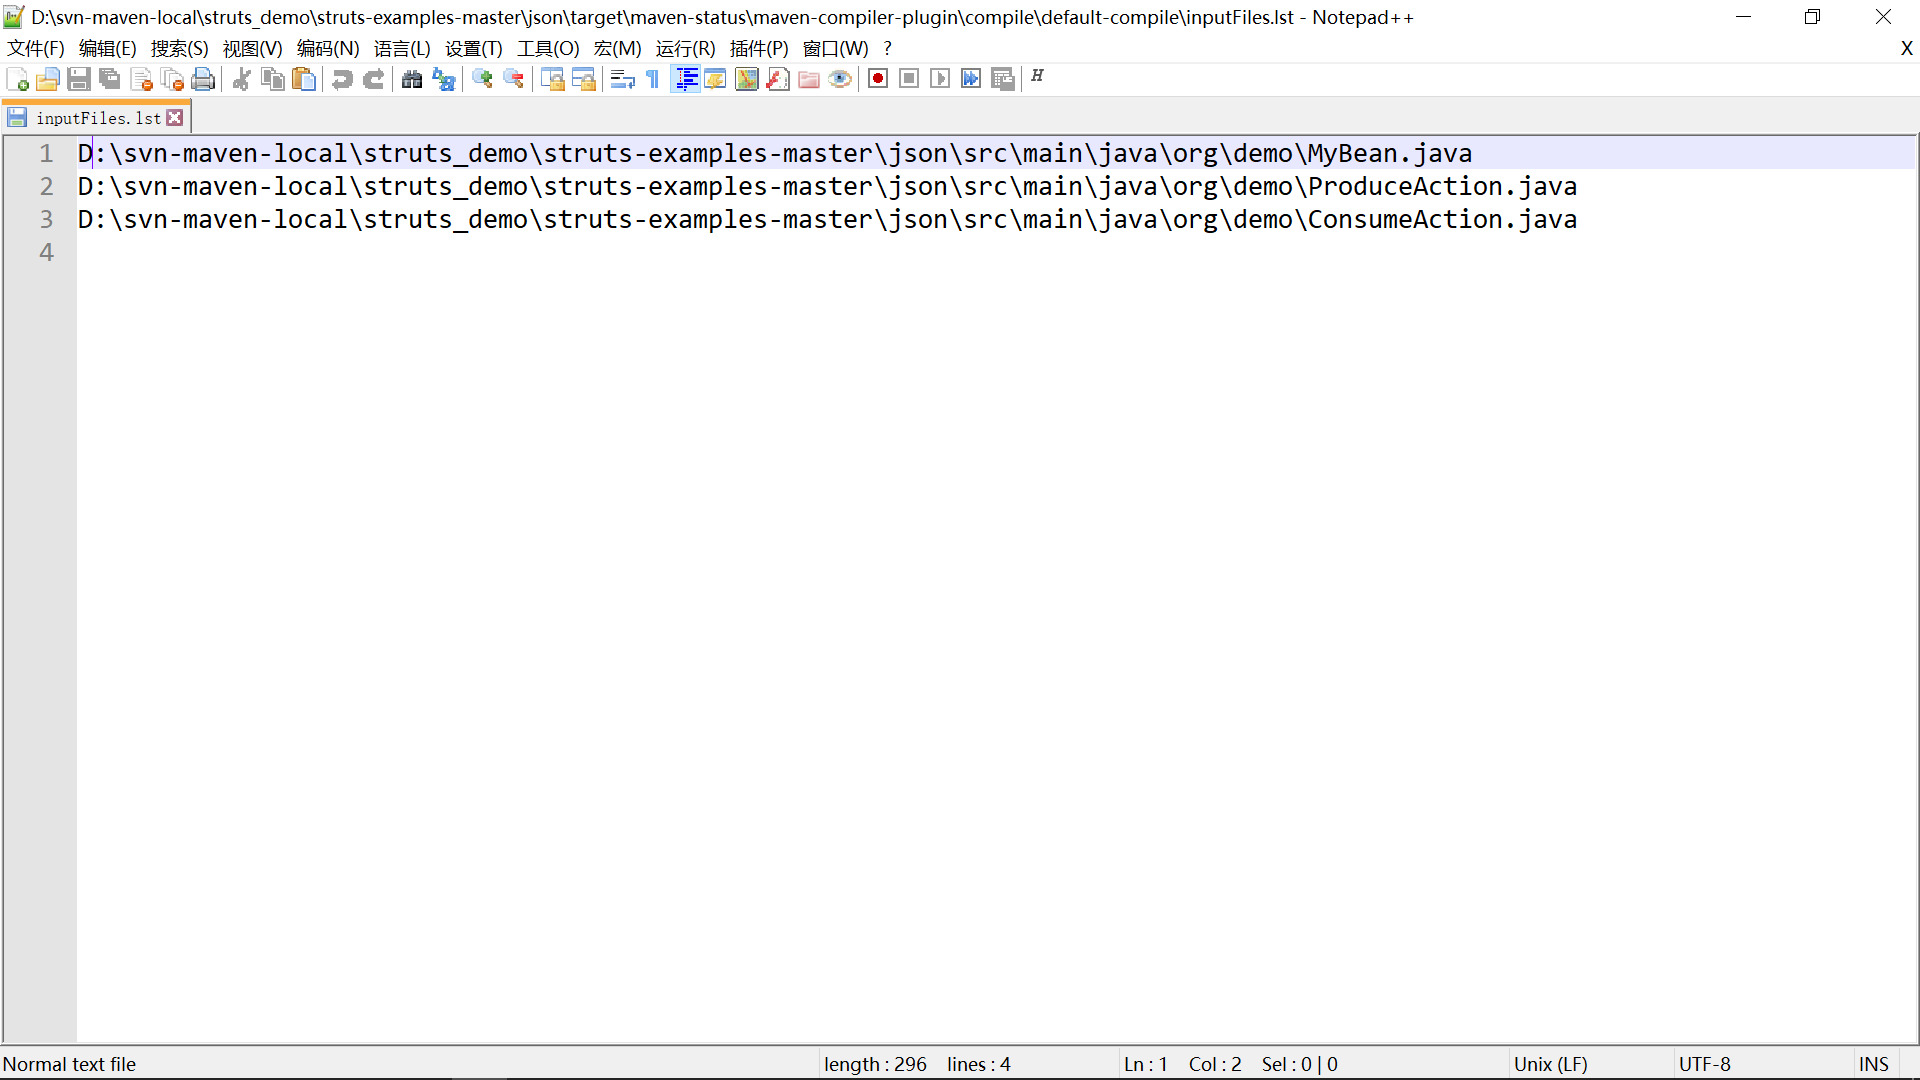 D:\svn-maven-local\struts_demo\struts-examples-master\json\target\maven-status\maven-compiler-plugin\compile\default-compile\inputFiles.lst - Notepad++
文件(F) 编辑(E) 搜索(S) 视图(V) 编码(N) 语言(L) 设置(T) 工具(O) 宏(M) 运行(R) 插件(P) 窗口(W) ? X
H
inputFiles.lst
1 D:\svn-maven-local\struts_demo\struts-examples-master\json\src\main\java\org\demo\MyBean.java
2 D:\svn-maven-local\struts_demo\struts-examples-master\json\src\main\java\org\demo\ProduceAction.java
3 D:\svn-maven-local\struts_demo\struts-examples-master\json\src\main\java\org\demo\ConsumeAction.java
4
Normal text file length : 296 lines : 4 Ln : 1 Col : 2 Sel : 0 | 0 Unix (LF) UTF-8 INS